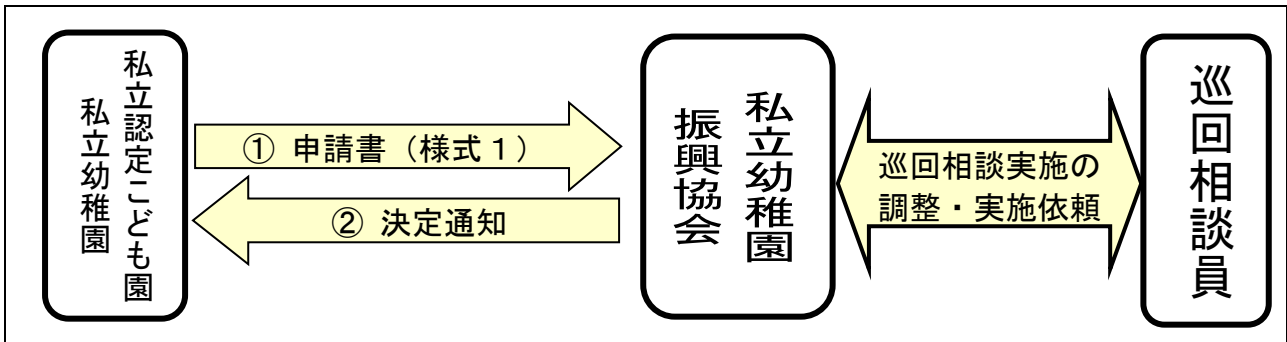 私立認定こども園
私立幼稚園
① 申請書（様式１）
② 決定通知
私立幼稚園
振興協会
巡回相談実施の
調整・実施依頼
巡回相談員